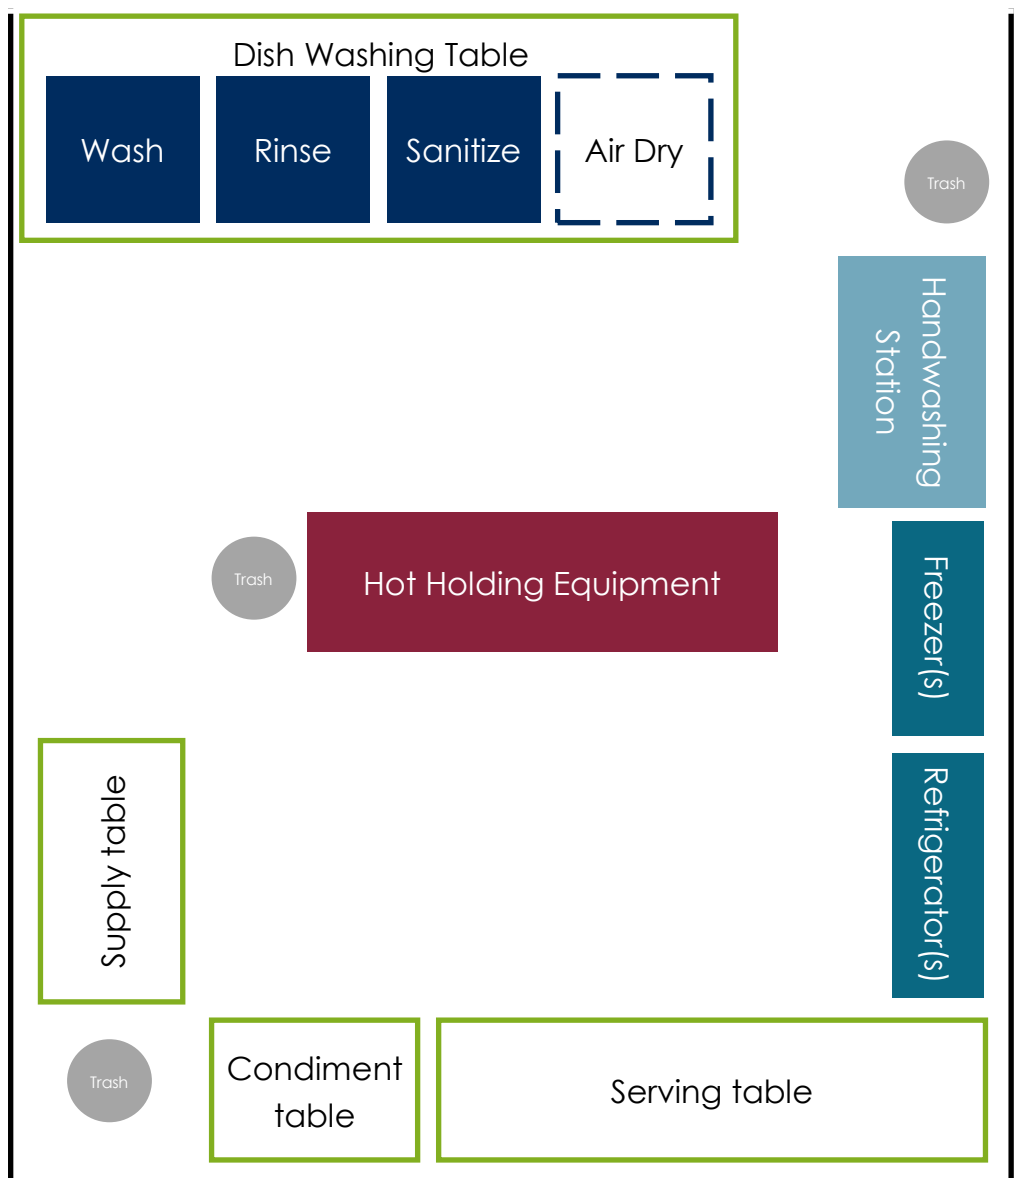 Dish Washing Table
Wash
Rinse
Sanitize
Air Dry
Trash
Handwashing
Station
Trash
Hot Holding Equipment
Freezer(s)
Supply table
Refrigerator(s)
Trash
Condiment
table
Serving table